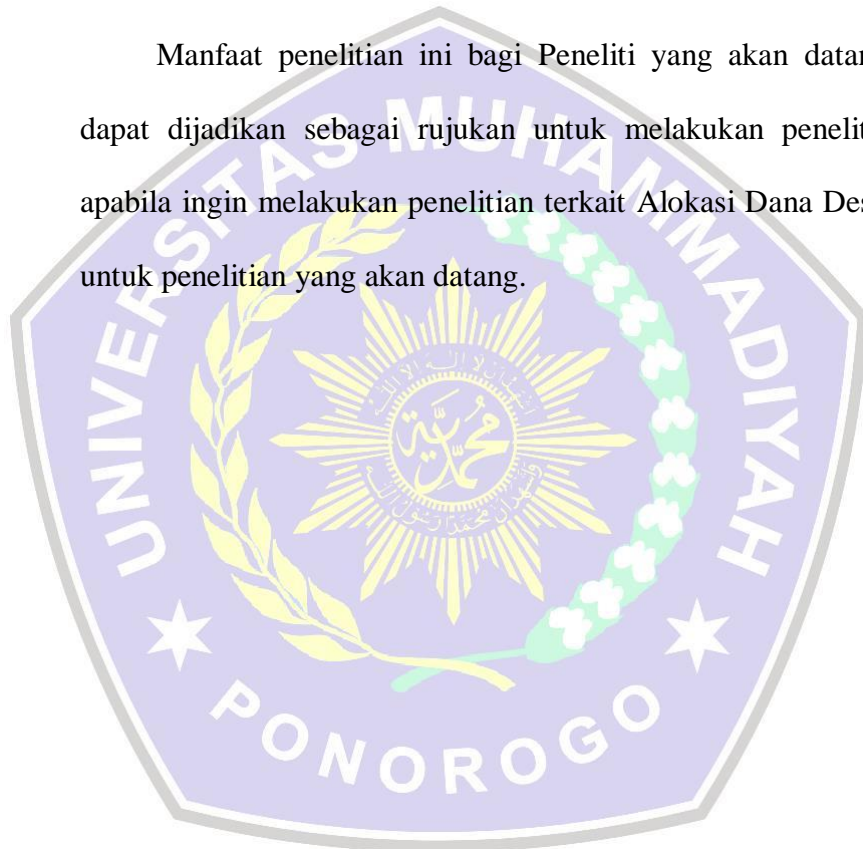 Manfaat penelitian ini bagi Peneliti yang akan datan
dapat dijadikan sebagai rujukan untuk melakukan penelit
apabila ingin melakukan penelitian terkait Alokasi Dana Des
untuk penelitian yang akan datang.
UNIVERSITAS MUHAMMADIYAH
PONOROGO
محمدية